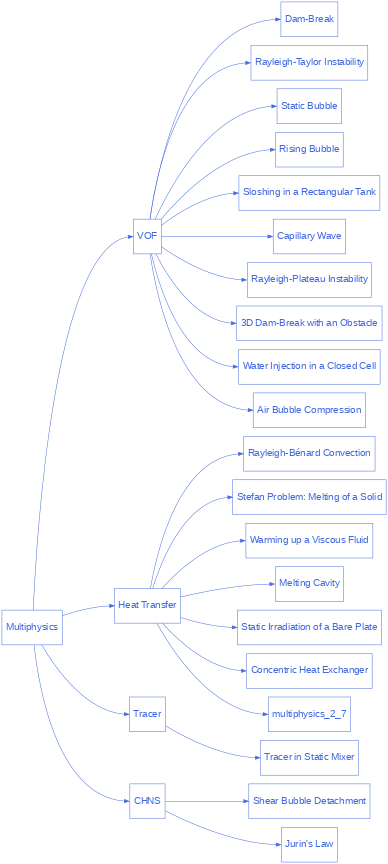 Dam-Break
Rayleigh-Taylor Instability
Static Bubble
Rising Bubble
Sloshing in a Rectangular Tank
VOF
Capillary Wave
Rayleigh-Plateau Instability
3D Dam-Break with an Obstacle
Water Injection in a Closed Cell
Air Bubble Compression
Rayleigh-Bénard Convection
Stefan Problem: Melting of a Solid
Warming up a Viscous Fluid
Melting Cavity
Heat Transfer
Multiphysics
Static Irradiation of a Bare Plate
Concentric Heat Exchanger
multiphysics_2_7
Tracer
Tracer in Static Mixer
CHNS
Shear Bubble Detachment
Jurin's Law